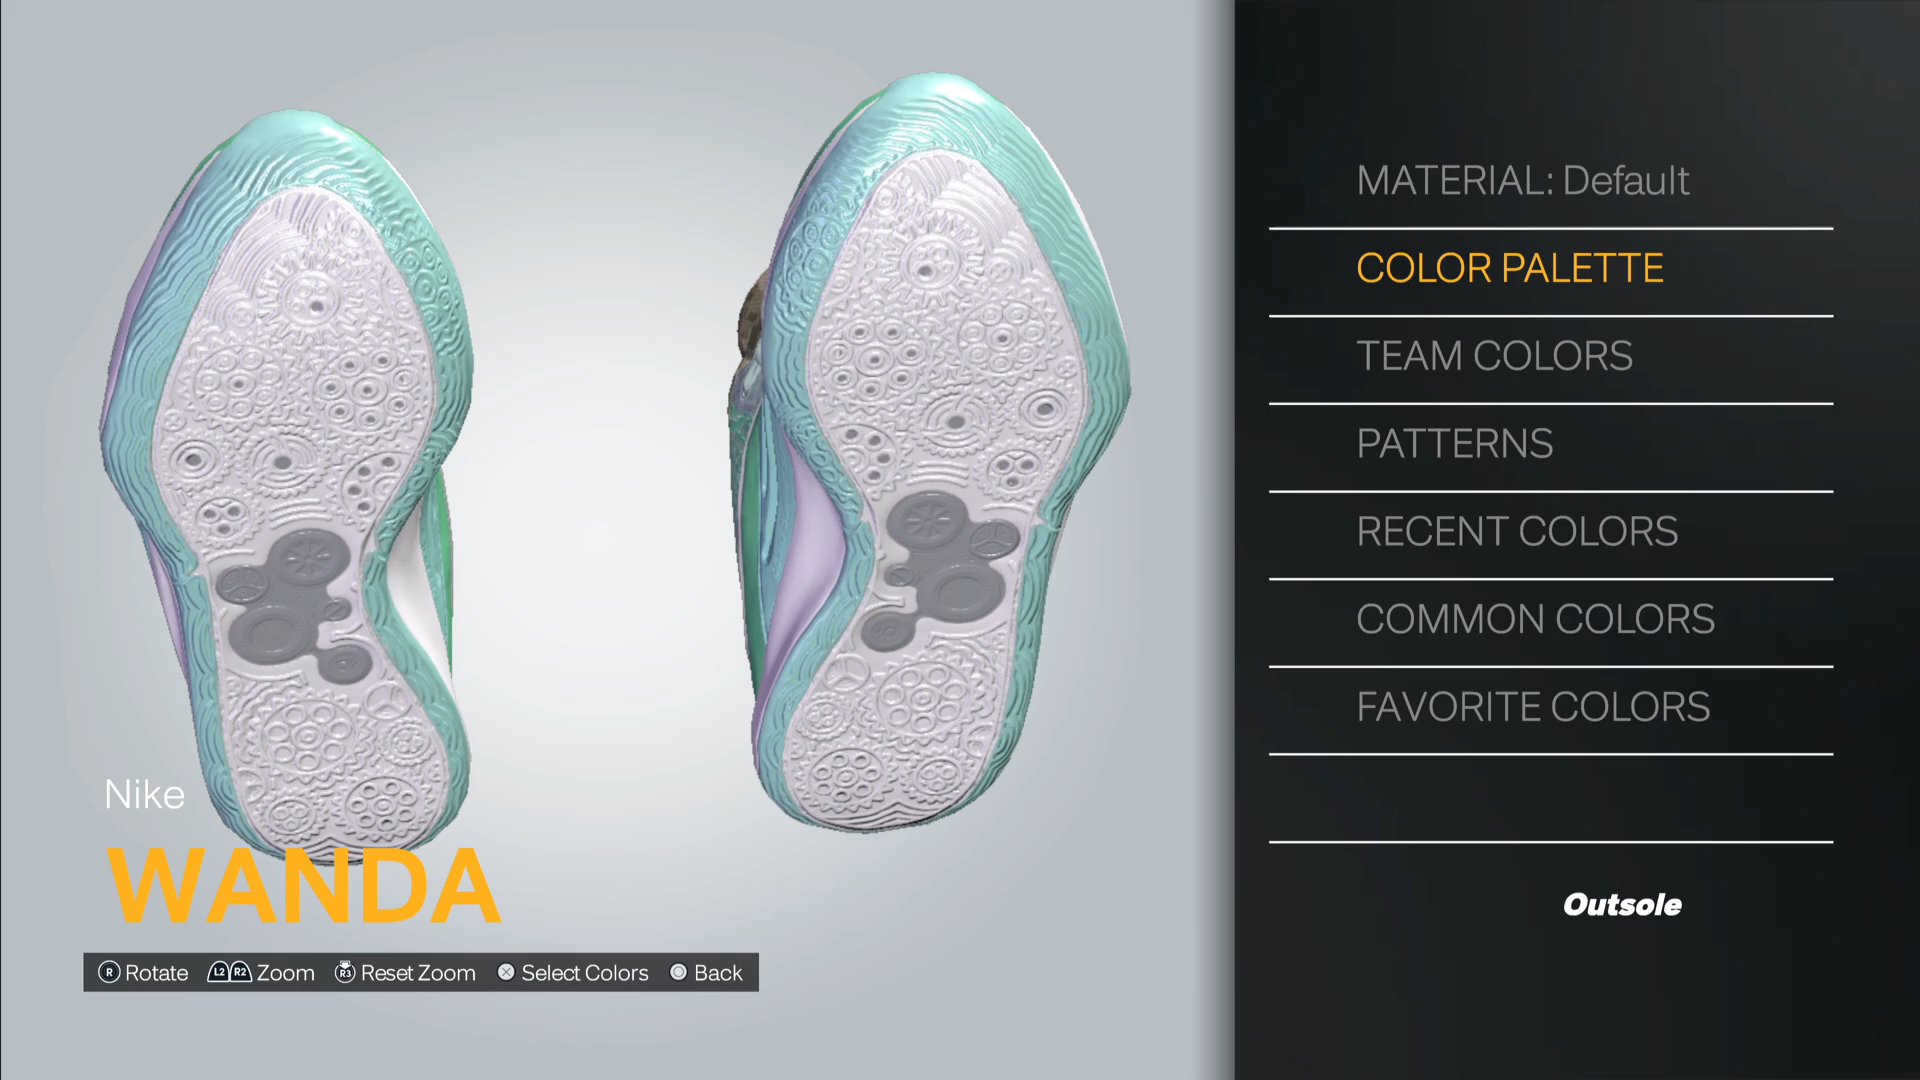 MATERIAL: Default
COLOR PALETTE
TEAM COLORS
PATTERNS
RECENT COLORS
COMMON COLORS
FAVORITE COLORS
Outsole
Nike
WANDA
R Rotate L2 R2 Zoom R3 Reset Zoom Select Colors Back